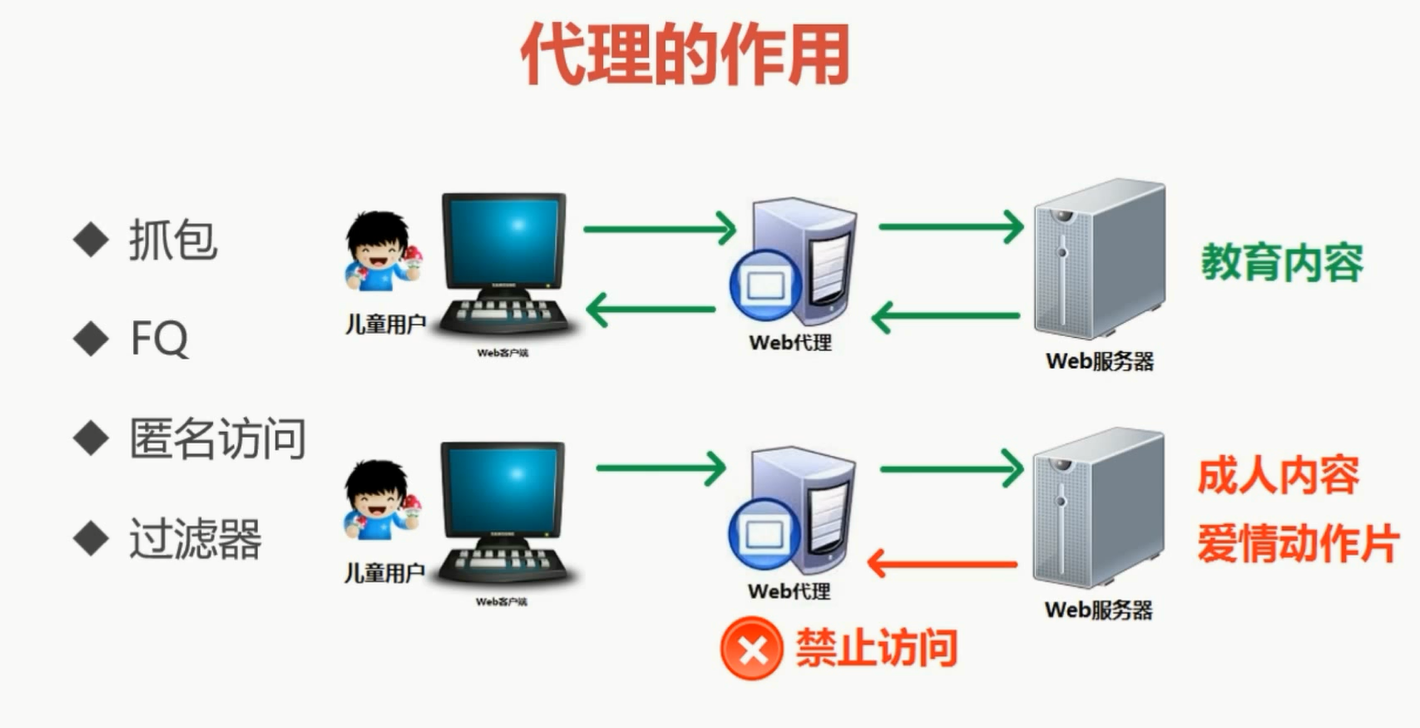 代理的作用
抓包
FQ
匿名访问
过滤器
儿童用户
Web客户端
Web代理
Web服务器
教育内容
儿童用户
Web客户端
Web代理
Web服务器
成人内容
爱情动作片
禁止访问